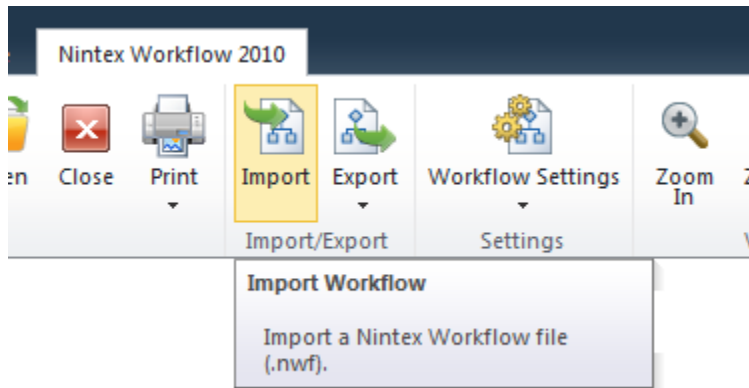 Nintex Workflow 2010
en Close Print Import Export Workflow Settings Zoom In
Import/Export Settings
Import Workflow
Import a Nintex Workflow file
(.nwf).